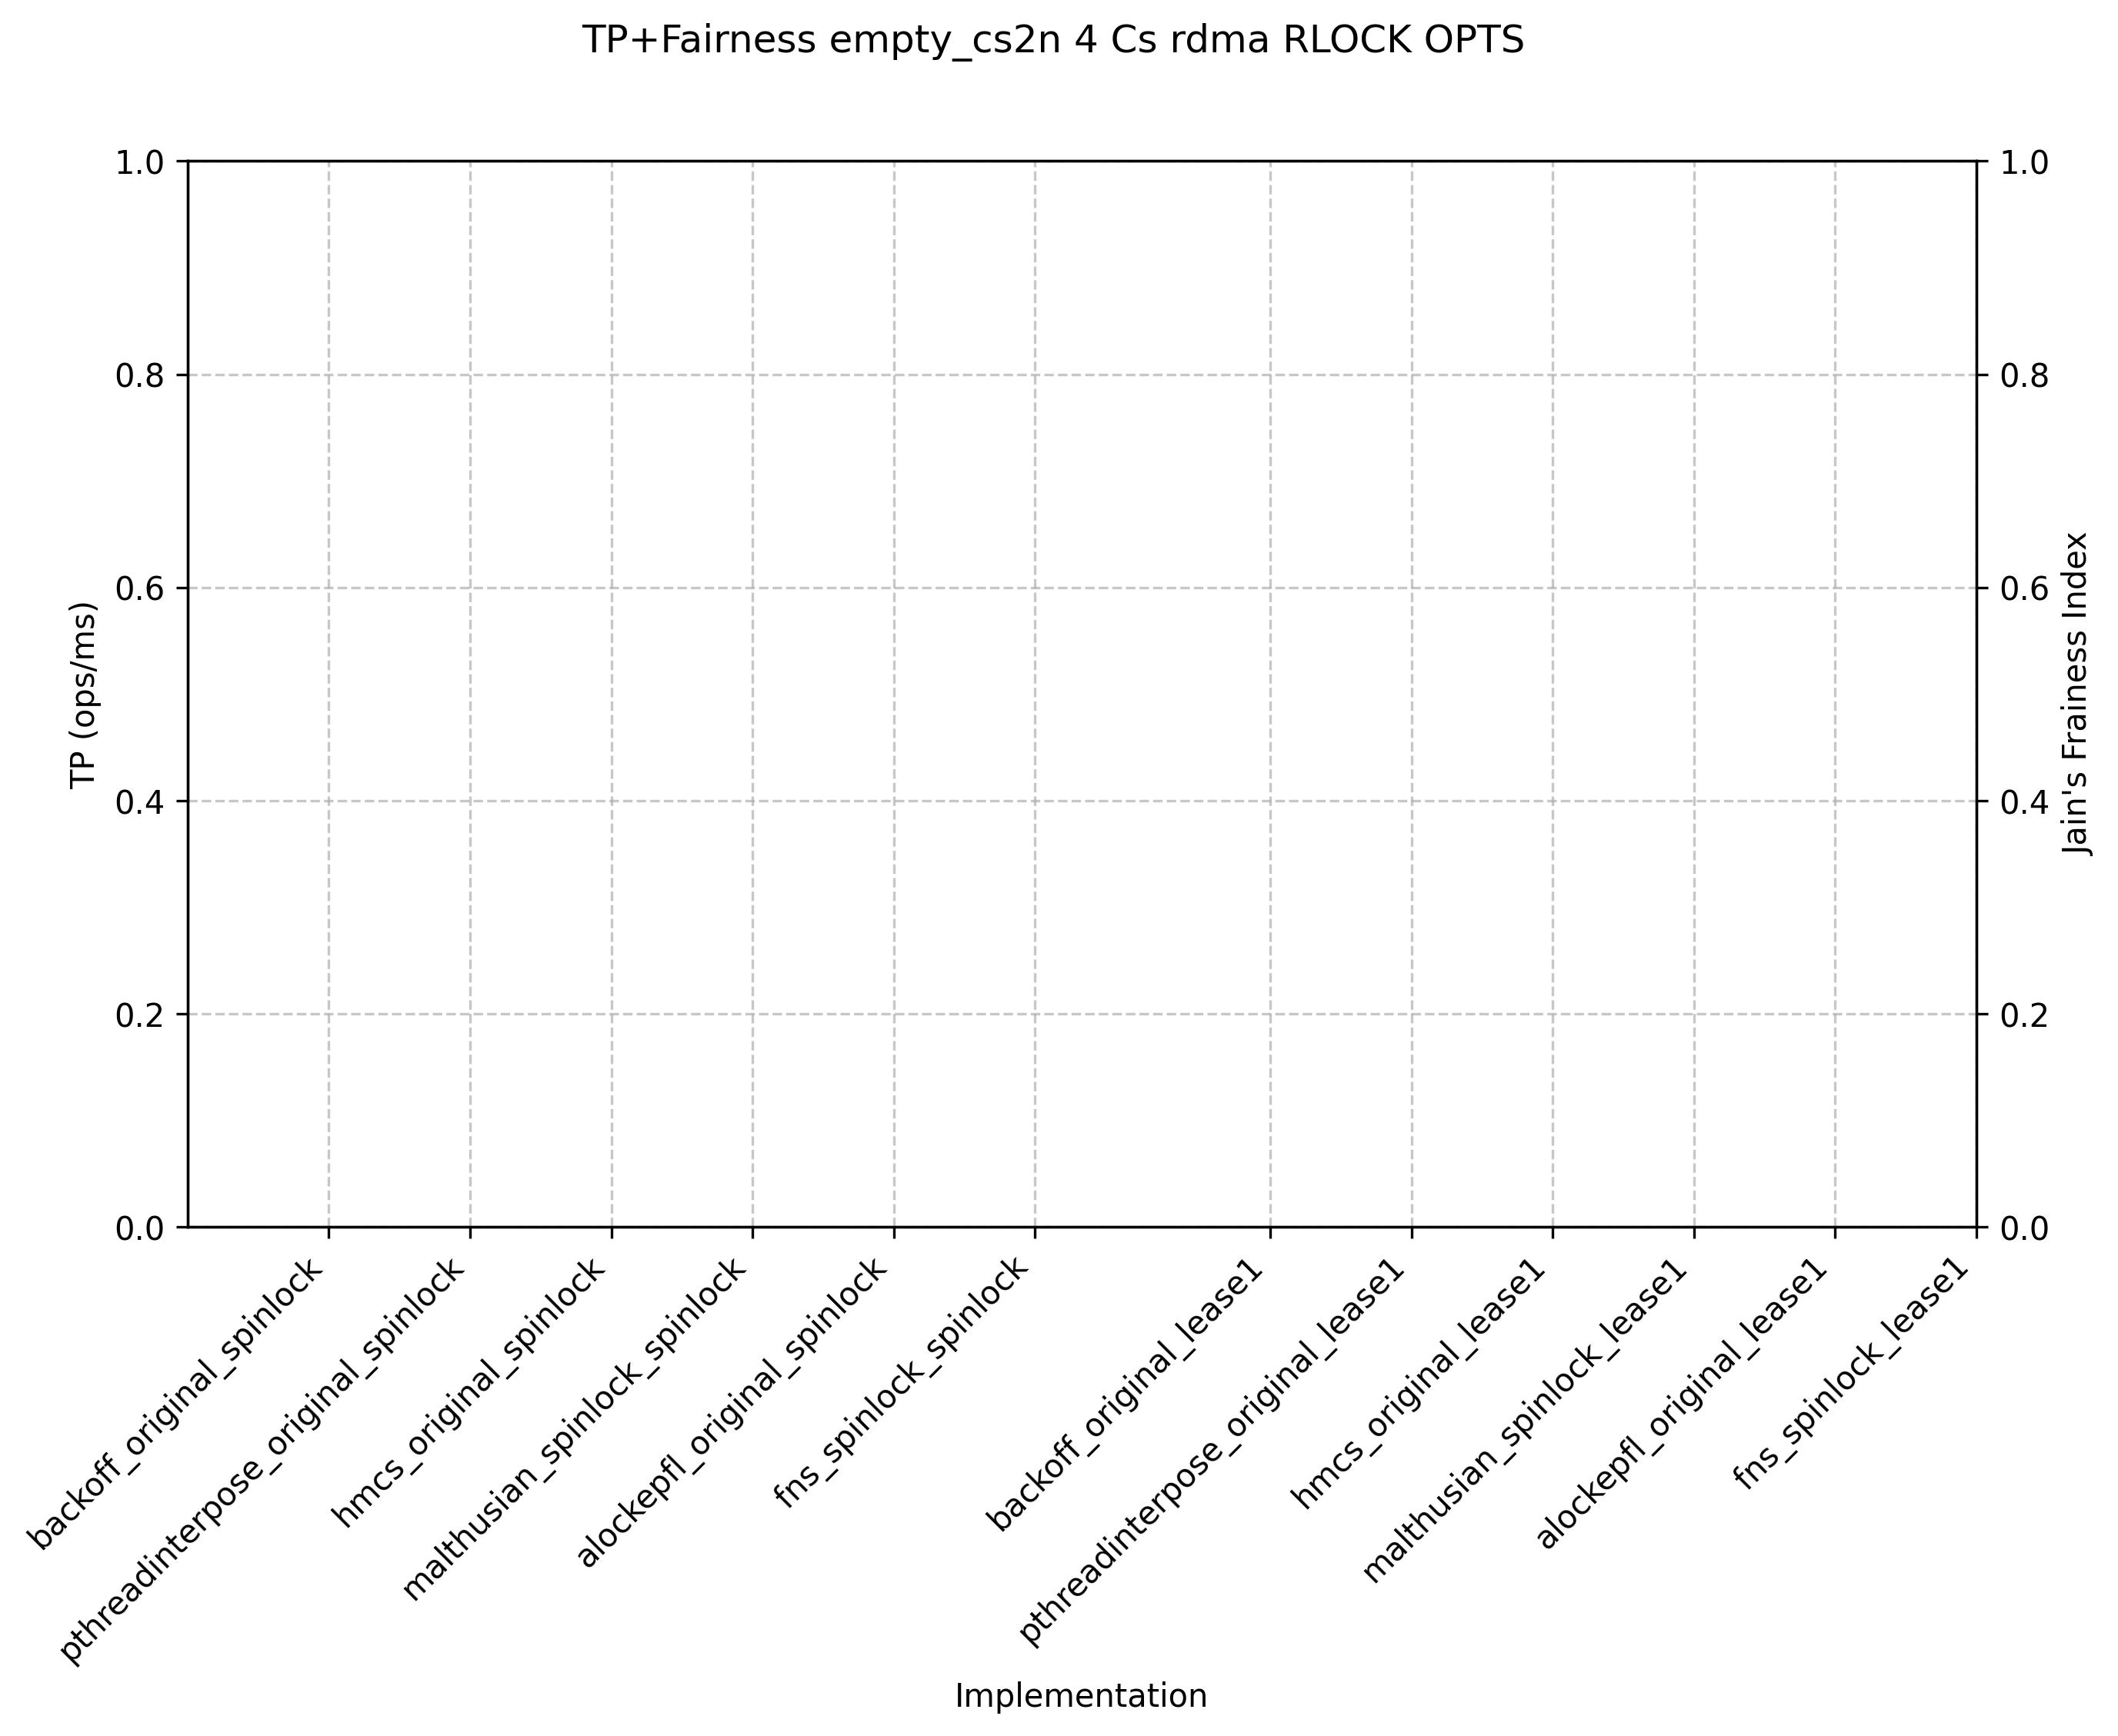 TP+Fairness empty_cs2n 4 Cs rdma RLOCK OPTS
1.0
0.8
0.6
0.4
0.2
0.0
TP (ops/ms)
1.0
0.8
0.6
0.4
0.2
0.0
Jain's Frainess Index
backoff_original_spinlock
pthreadinterpose_original_spinlock
hmcs_original_spinlock
malthusian_spinlock_spinlock
alockepfl_original_spinlock
fns_spinlock_spinlock
backoff_original_lease1
pthreadinterpose_original_lease1
hmcs_original_lease1
malthusian_spinlock_lease1
alockepfl_original_lease1
fns_spinlock_lease1
Implementation